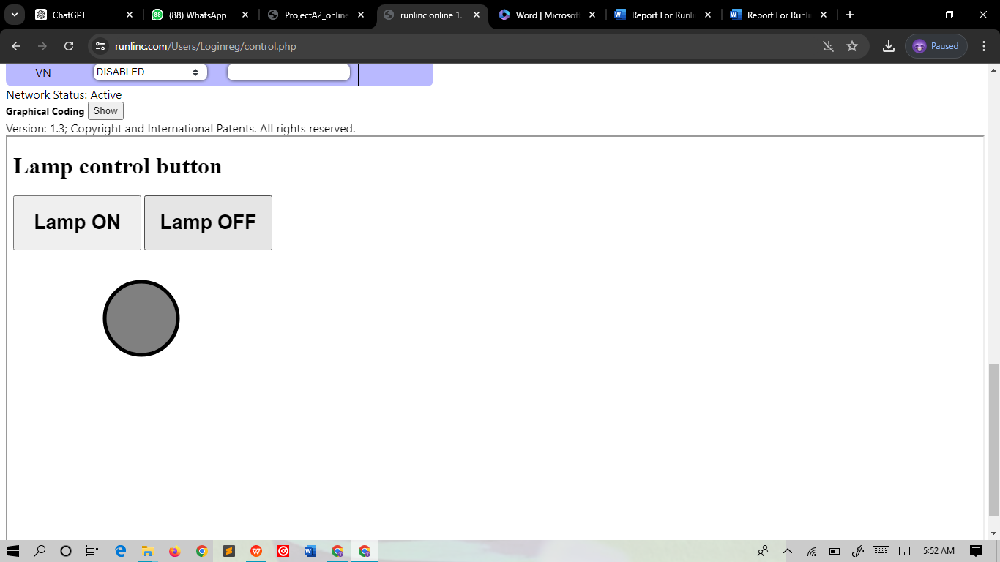 ChatGPT
(88) WhatsApp
ProjectA2_online
runlinc online 1.
Word | Microsof
Report For Runli
Report For Runli
runlinc.com/Users/Loginreg/control.php
Paused
VN DISABLED
Network Status: Active
Graphical Coding Show
Version: 1.3; Copyright and International Patents. All rights reserved.
Lamp control button
Lamp ON Lamp OFF
5:52 AM